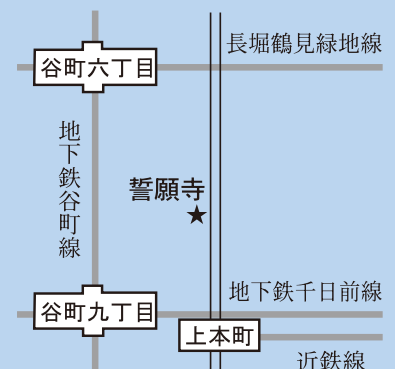 長堀鶴見緑地線
谷町六丁目
地下鉄谷町線
誓願寺
★
地下鉄千日前線
谷町九丁目
上本町
近鉄線